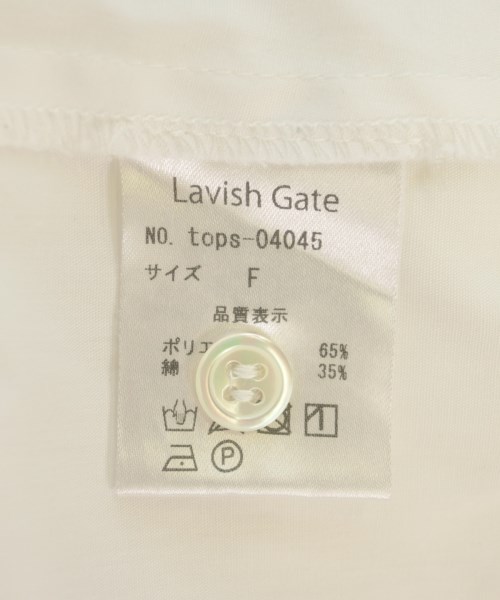 Lavish Gate
NO. tops-04045
サイズ F
品質表示
ポリエ 65%
綿 35%
P